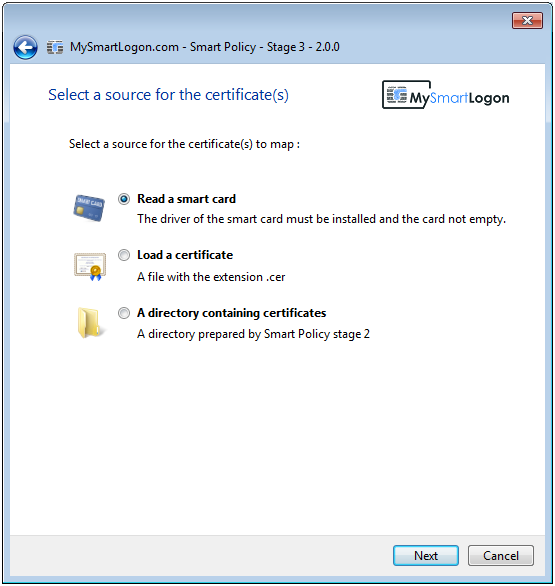 MySmartLogon.com - Smart Policy - Stage 3 - 2.0.0
Select a source for the certificate(s)
MySmartLogon
Select a source for the certificate(s) to map :
SMART CARD
Read a smart card
The driver of the smart card must be installed and the card not empty.
Load a certificate
A file with the extension .cer
A directory containing certificates
A directory prepared by Smart Policy stage 2
Next
Cancel